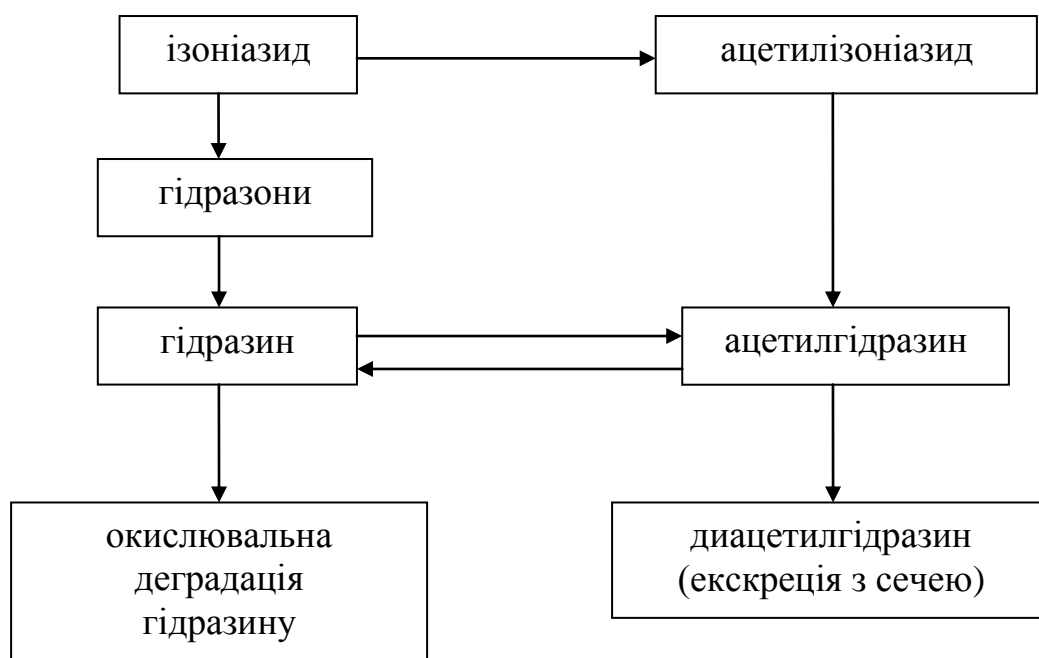 ізоніазид
ацетилізоніазид
гідразони
гідразин
ацетилгідразин
окислювальна
деградація
гідразину
диацетилгідразин
(екскреція з сечею)